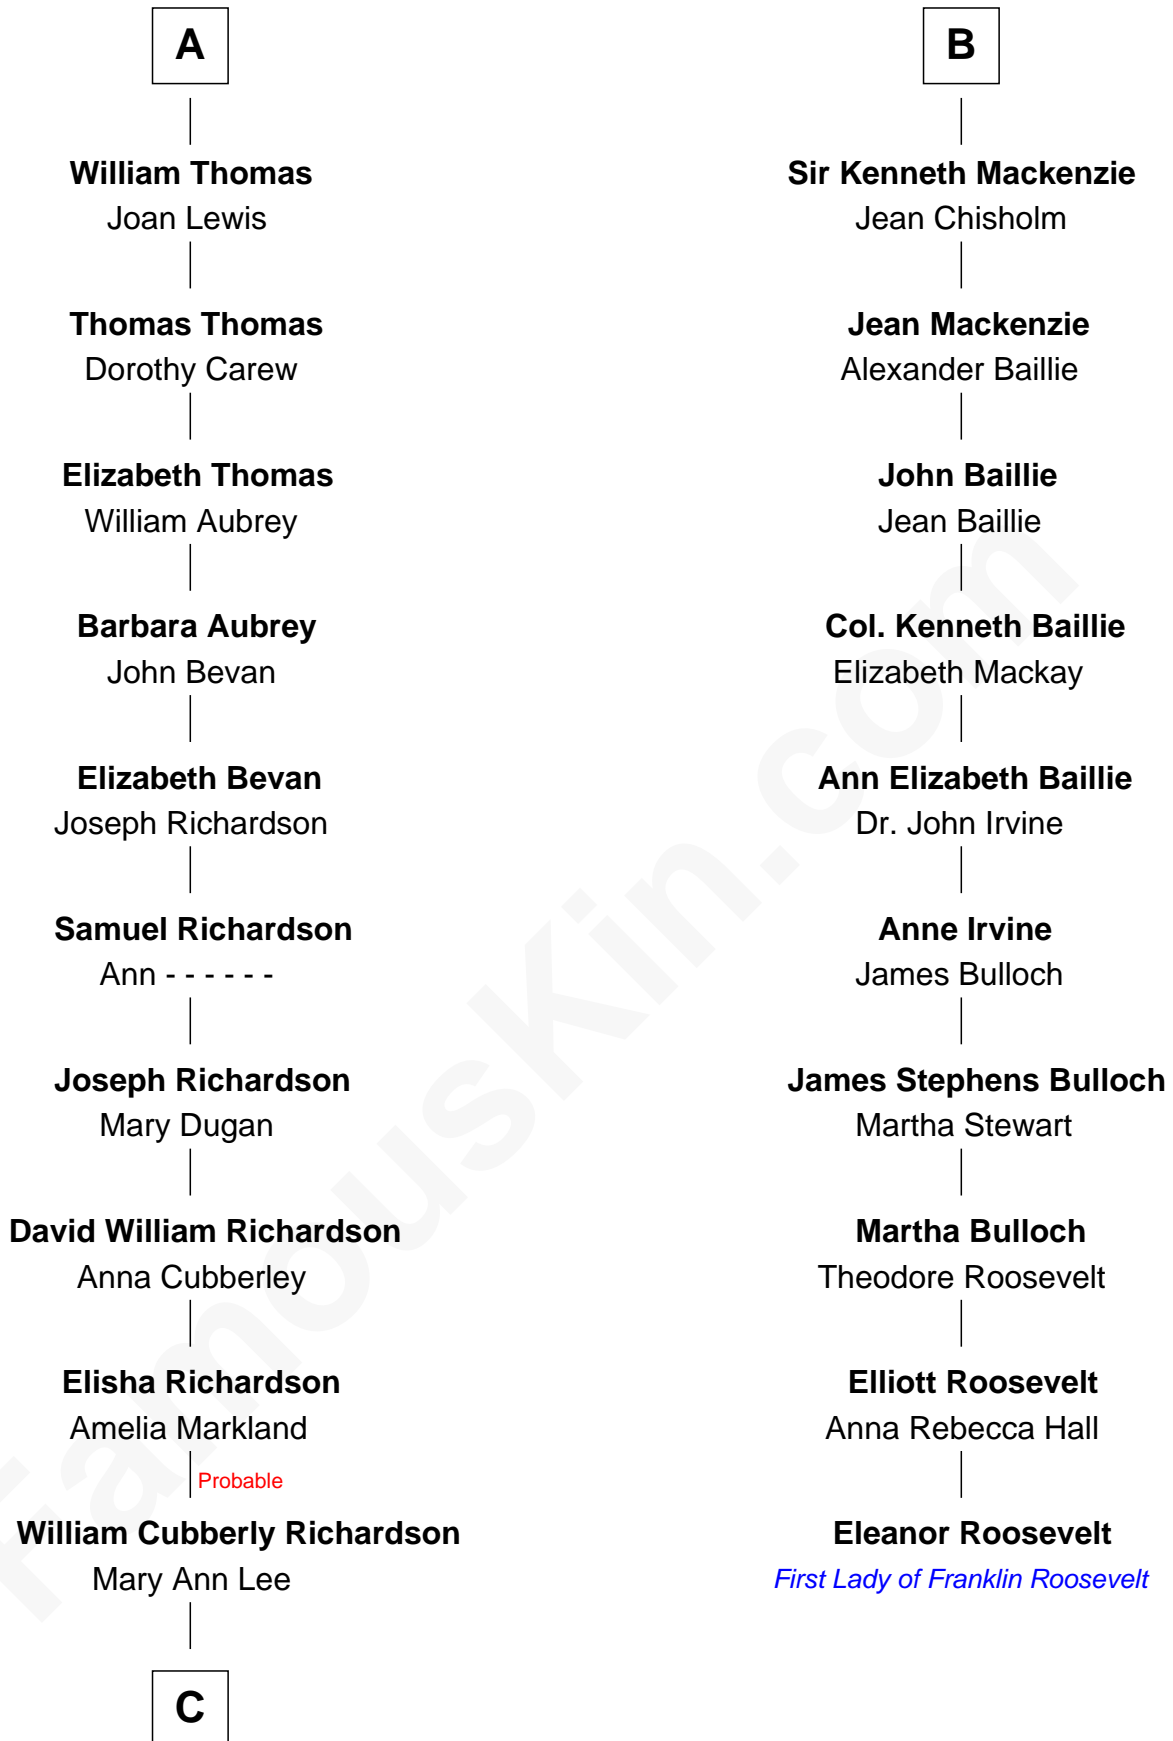 A
William Thomas
Joan Lewis
Thomas Thomas
Dorothy Carew
Elizabeth Thomas
William Aubrey
Barbara Aubrey
John Bevan
Elizabeth Bevan
Joseph Richardson
Samuel Richardson
Ann - - - - - -
Joseph Richardson
Mary Dugan
David William Richardson
Anna Cubberley
Elisha Richardson
Amelia Markland
Probable
William Cubberly Richardson
Mary Ann Lee
C
B
Sir Kenneth Mackenzie
Jean Chisholm
Jean Mackenzie
Alexander Baillie
John Baillie
Jean Baillie
Col. Kenneth Baillie
Elizabeth Mackay
Ann Elizabeth Baillie
Dr. John Irvine
Anne Irvine
James Bulloch
James Stephens Bulloch
Martha Stewart
Martha Bulloch
Theodore Roosevelt
Elliott Roosevelt
Anna Rebecca Hall
Eleanor Roosevelt
First Lady of Franklin Roosevelt
FamousKin.com